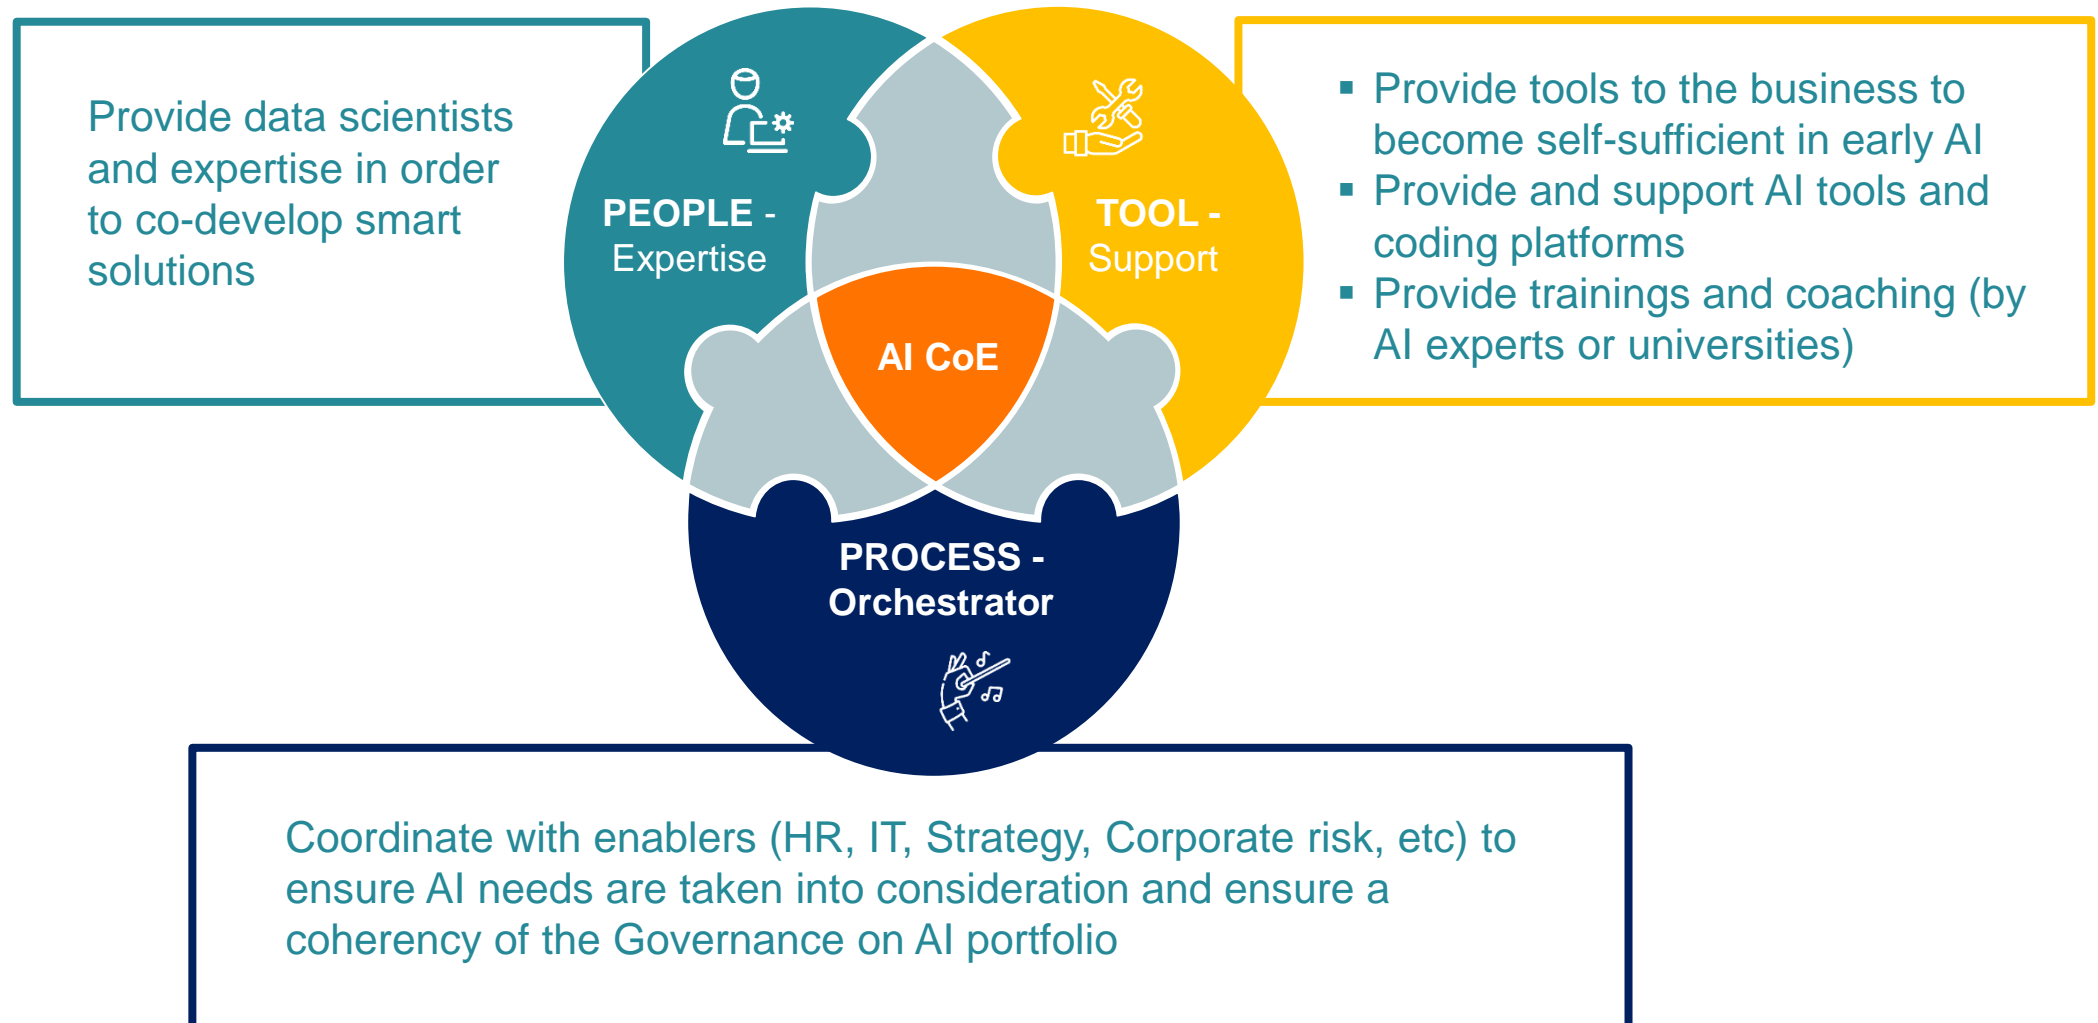 Provide data scientists
and expertise in order
to co-develop smart
solutions
PEOPLE -
Expertise
TOOL -
Support
▪ Provide tools to the business to
become self-sufficient in early AI
▪ Provide and support AI tools and
coding platforms
▪ Provide trainings and coaching (by
AI experts or universities)
AI CoE
PROCESS -
Orchestrator
Coordinate with enablers (HR, IT, Strategy, Corporate risk, etc) to
ensure AI needs are taken into consideration and ensure a
coherency of the Governance on AI portfolio